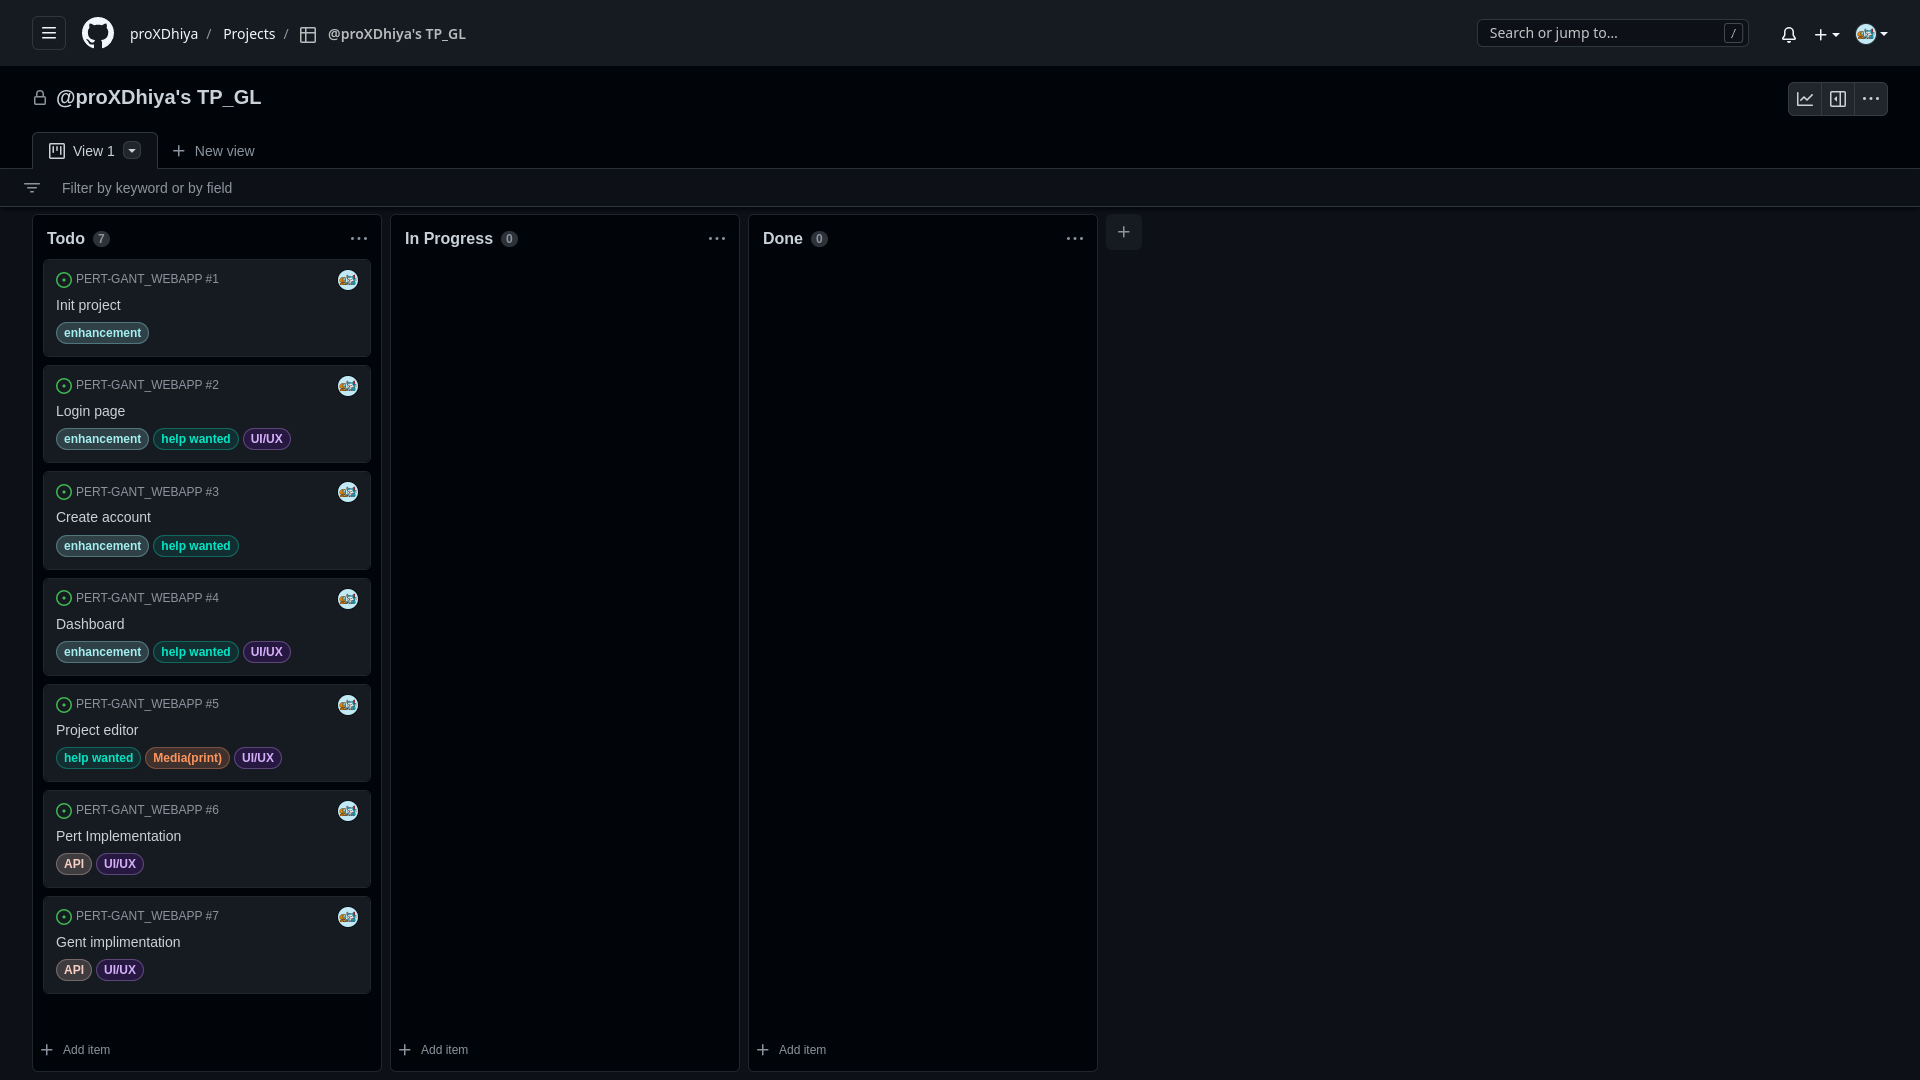 proXDhiya / Projects / @proXDhiya's TP_GL
Search or jump to... /
@proXDhiya's TP_GL
View 1
New view
Filter by keyword or by field
Todo 7
PERT-GANT_WEBAPP #1
Init project
enhancement
PERT-GANT_WEBAPP #2
Login page
enhancement help wanted UI/UX
PERT-GANT_WEBAPP #3
Create account
enhancement help wanted
PERT-GANT_WEBAPP #4
Dashboard
enhancement help wanted UI/UX
PERT-GANT_WEBAPP #5
Project editor
help wanted Media(print) UI/UX
PERT-GANT_WEBAPP #6
Pert Implementation
API UI/UX
PERT-GANT_WEBAPP #7
Gent implimentation
API UI/UX
Add item
In Progress 0
Add item
Done 0
Add item